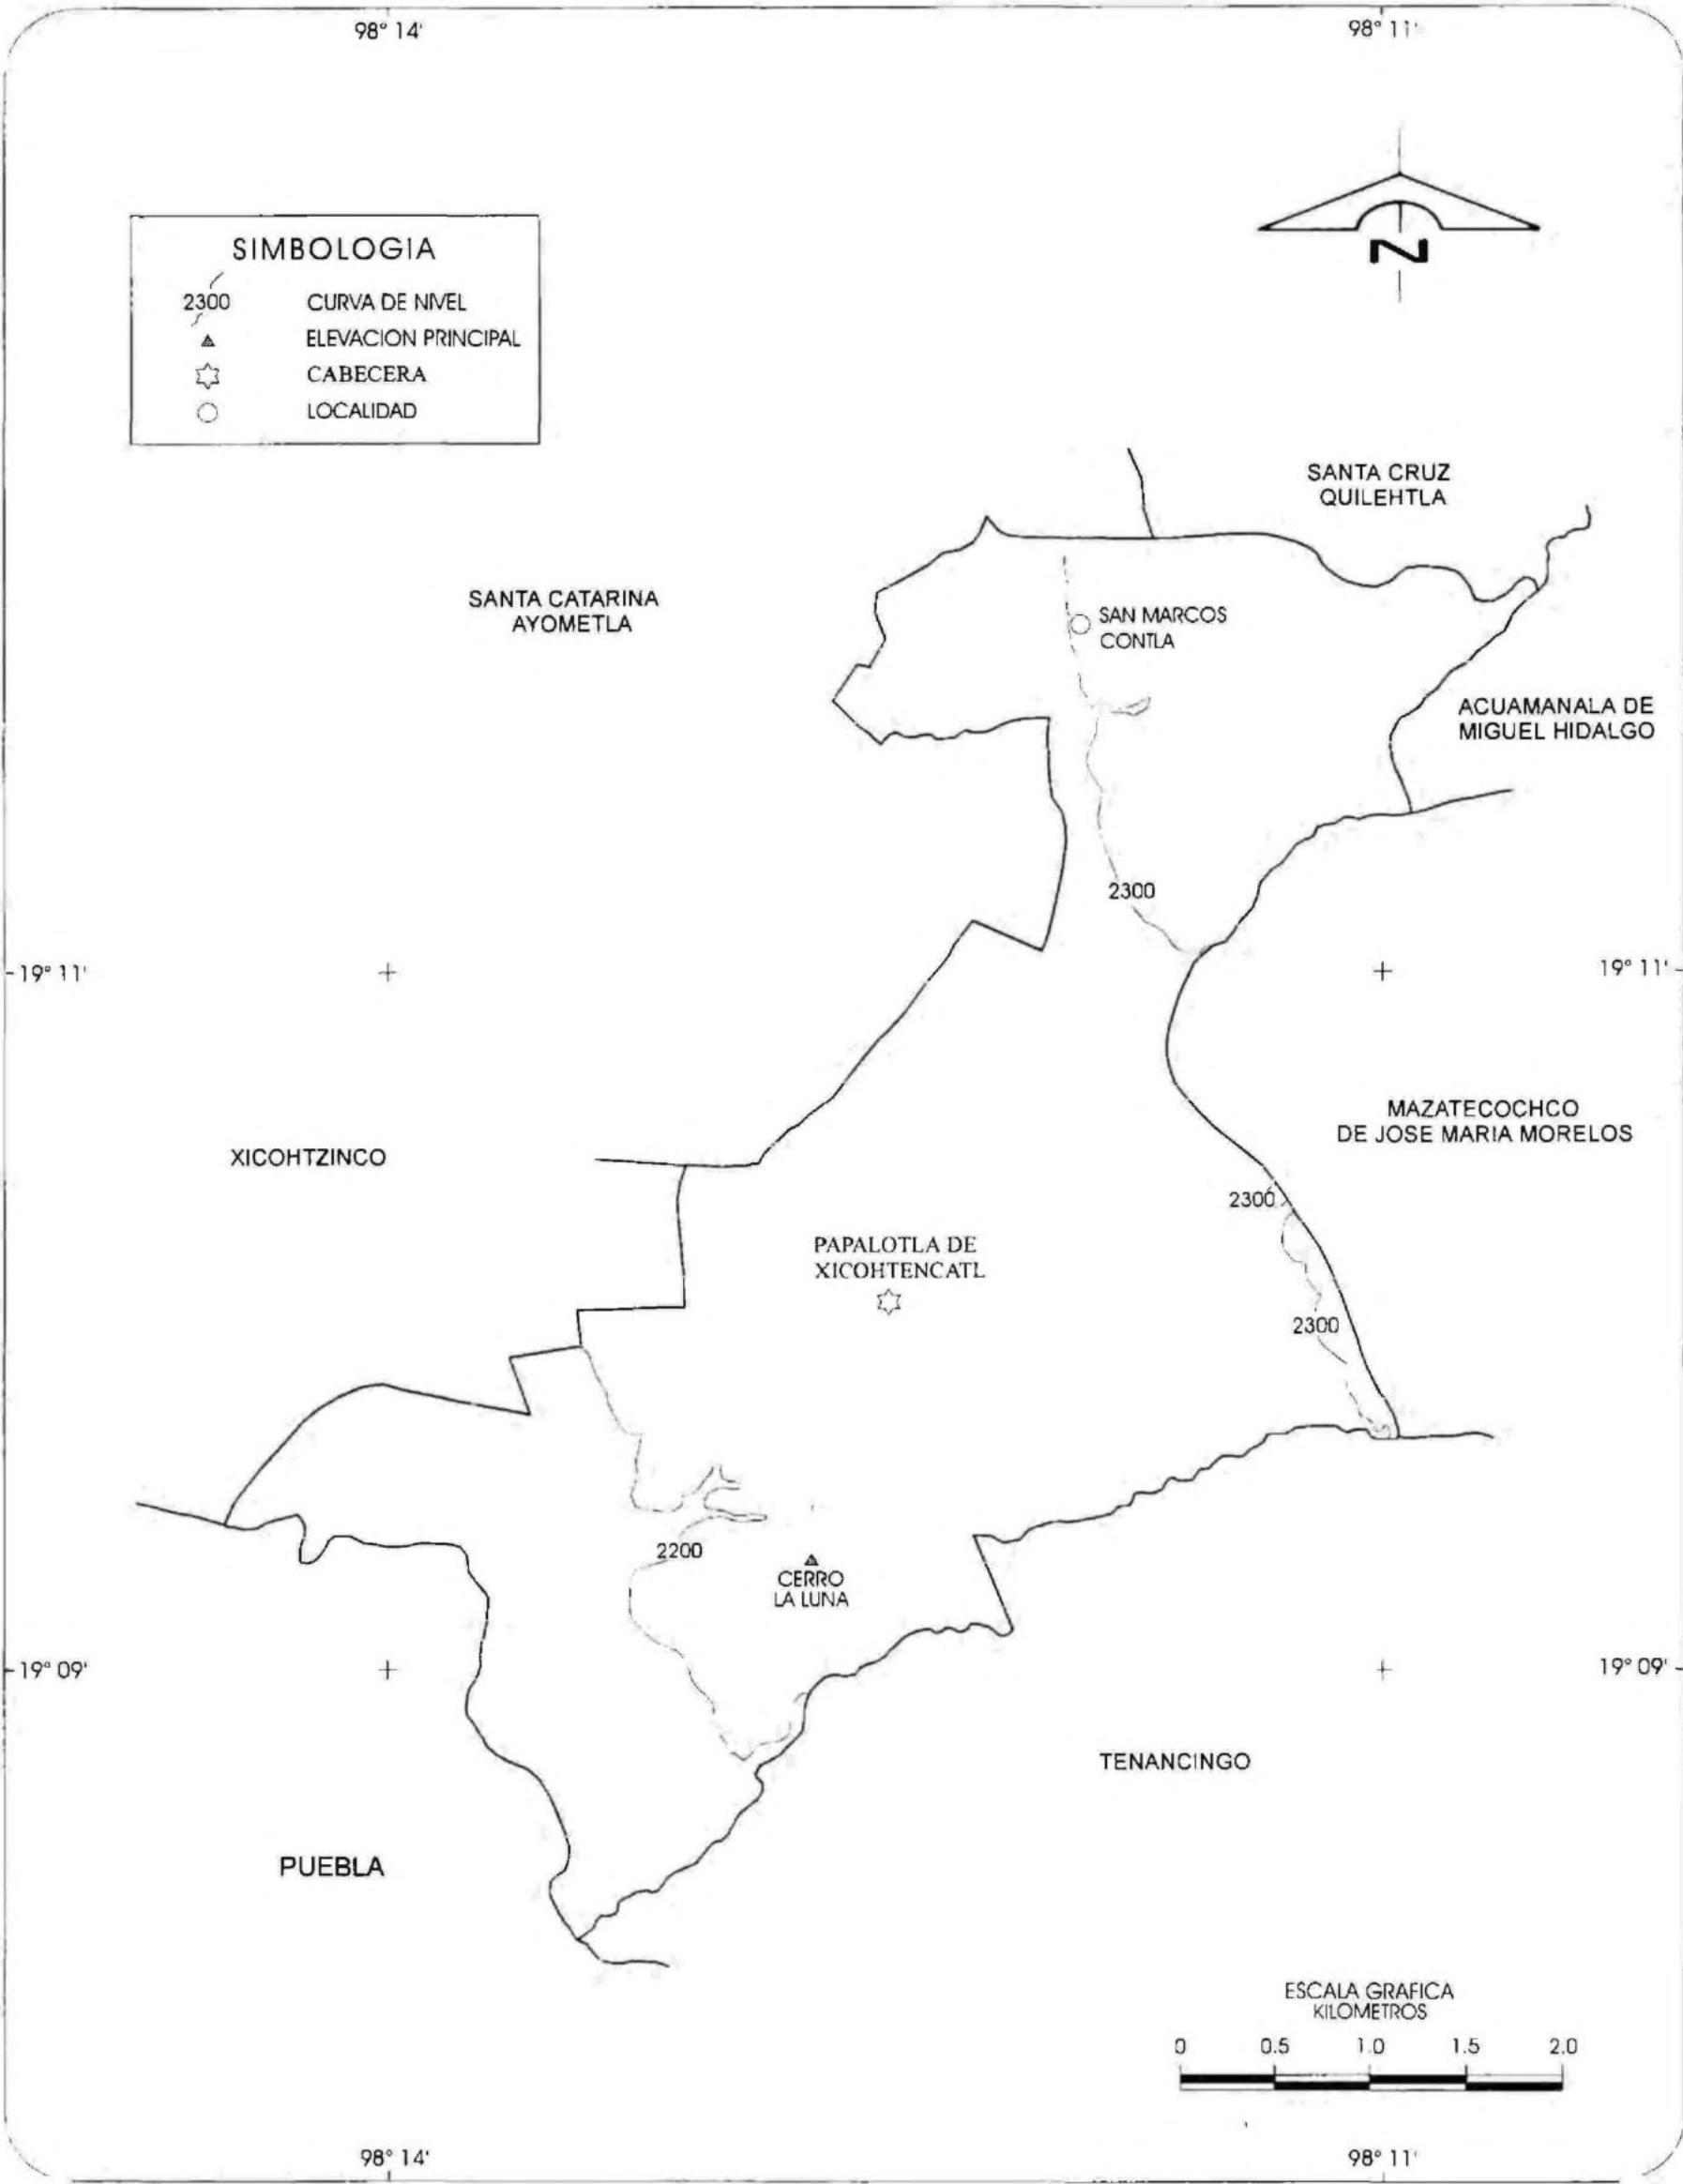 98° 14'
98° 11'
N
SIMBOLOGIA
2300
CURVA DE NIVEL
ELEVACION PRINCIPAL
CABECERA
LOCALIDAD
SANTA CRUZ
QUILEHTLA
SANTA CATARINA
AYOMETLA
SAN MARCOS
CONTLA
ACUAMANALA DE
MIGUEL HIDALGO
2300
19° 11'
19° 11'
MAZATECOCHCO
DE JOSE MARIA MORELOS
XICOHTZINCO
2300
PAPALOTLA DE
XICOHTENCATL
2300
2200
CERRO
LA LUNA
19° 09'
19° 09'
TENANCINGO
PUEBLA
ESCALA GRAFICA
KILOMETROS
0 0.5 1.0 1.5 2.0
98° 14'
98° 11'